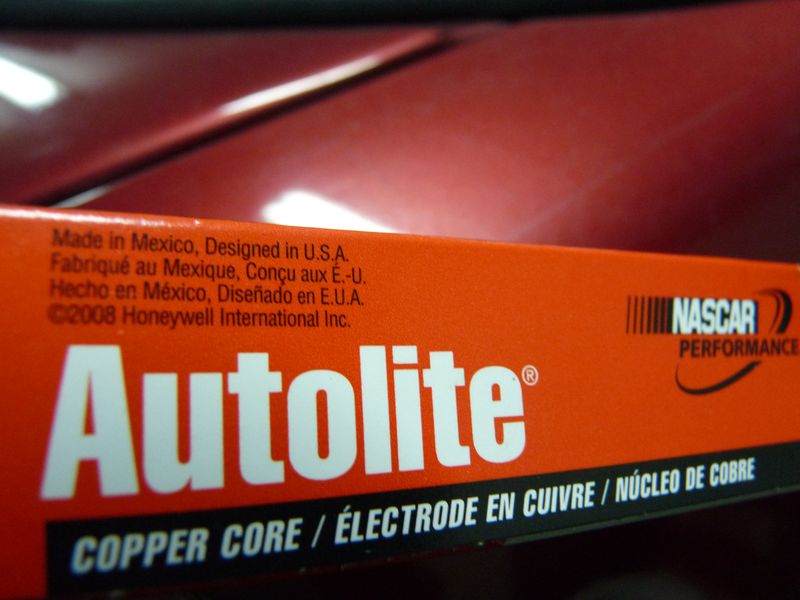 Made in Mexico, Designed in U.S.A.
Fabriqué au Mexique, Conçu aux É.-U.
Hecho en México, Diseñado en E.U.A.
©2008 Honeywell International Inc.
NASCAR
PERFORMANCE
Autolite®
COPPER CORE / ÉLECTRODE EN CUIVRE / NÚCLEO DE COBRE